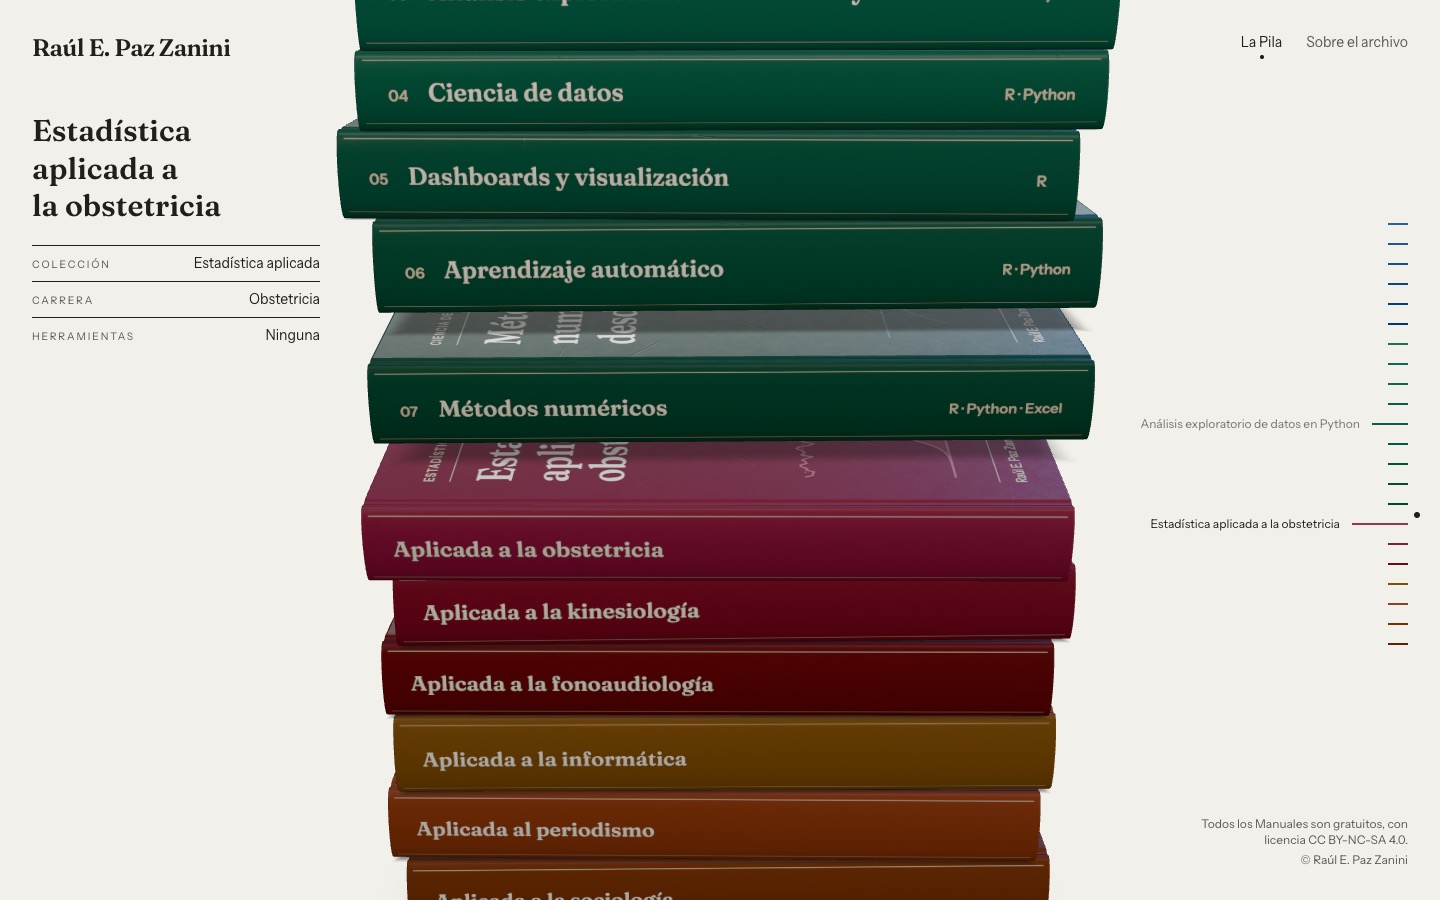 Raúl E. Paz Zanini
La Pila
Sobre el archivo
Estadística
aplicada a
la obstetricia
COLECCIÓN Estadística aplicada
CARRERA Obstetricia
HERRAMIENTAS Ninguna
04 Ciencia de datos R·Python
05 Dashboards y visualización R
06 Aprendizaje automático R·Python
07 Métodos numéricos R·Python·Excel
Aplicada a la obstetricia
Aplicada a la kinesiología
Aplicada a la fonoaudiología
Aplicada a la informática
Aplicada al periodismo
Aplicada a la sociología
Análisis exploratorio de datos en Python
Estadística aplicada a la obstetricia
Todos los Manuales son gratuitos, con
licencia CC BY-NC-SA 4.0.
© Raúl E. Paz Zanini